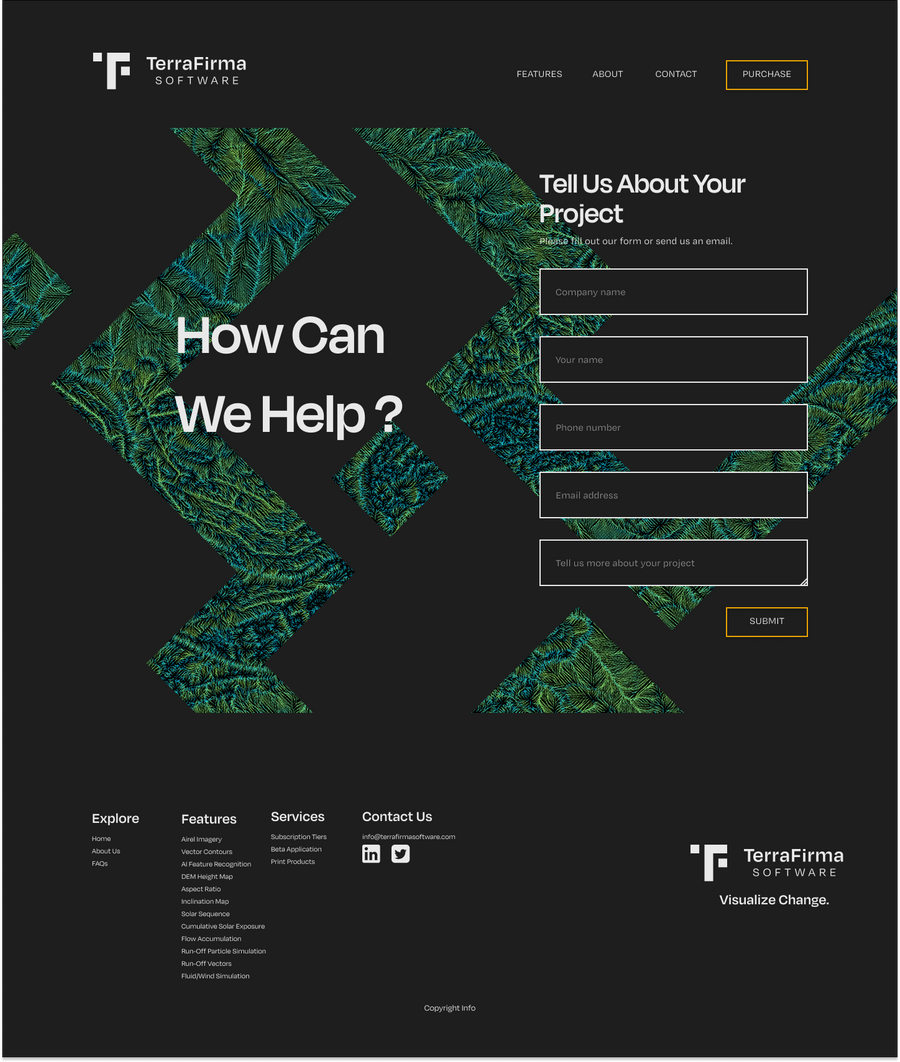 TerraFirma
SOFTWARE
FEATURES ABOUT CONTACT PURCHASE
Tell Us About Your
Project
Please fill out our form or send us an email.
Company name
Your name
Phone number
Email address
Tell us more about your project
SUBMIT
How Can
We Help ?
Explore
Home
About Us
FAQs
Features
Airel Imagery
Vector Contours
AI Feature Recognition
DEM Height Map
Aspect Ratio
Inclination Map
Solar Sequence
Cumulative Solar Exposure
Flow Accumulation
Run-Off Particle Simulation
Run-Off Vectors
Fluid/Wind Simulation
Services
Subscription Tiers
Beta Application
Print Products
Contact Us
info@terrafirmasoftware.com
in
TerraFirma
SOFTWARE
Visualize Change.
Copyright Info